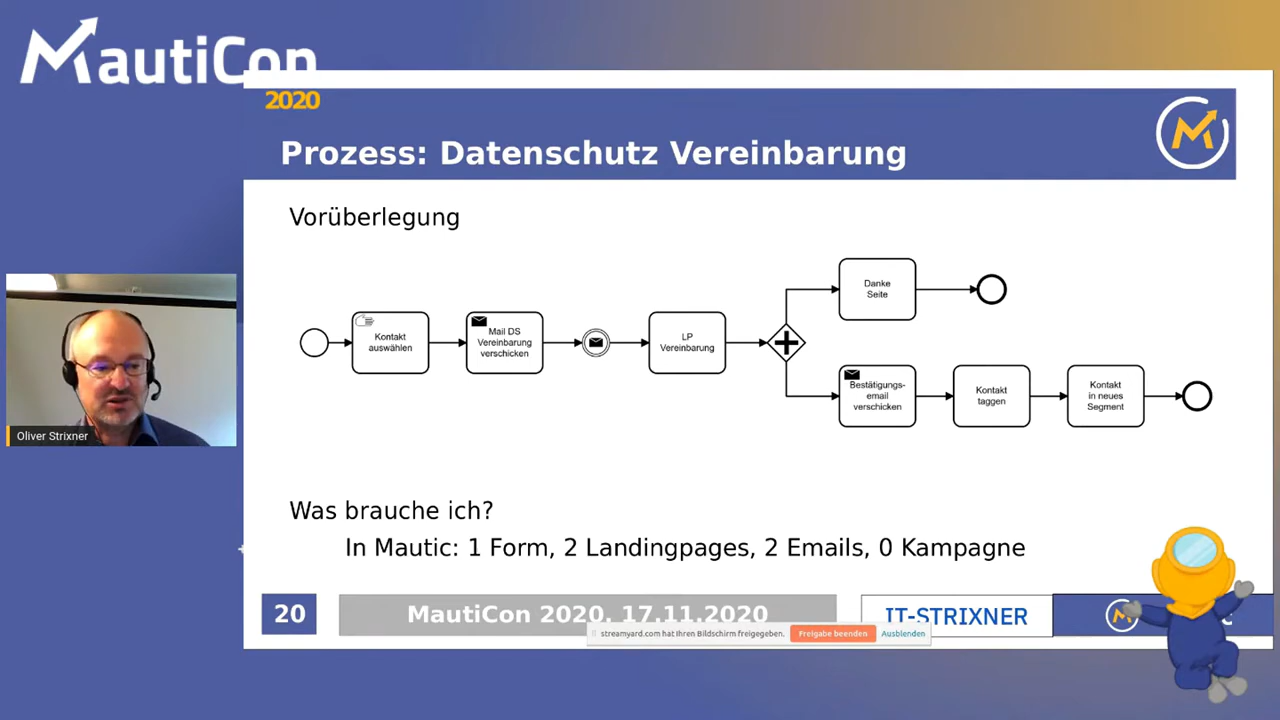 MautiCon
2020
Prozess: Datenschutz Vereinbarung
Vorüberlegung
Kontakt
auswählen
Mail DS
Vereinbarung
verschicken
LP
Vereinbarung
Danke
Seite
Bestätigungs-
email
verschicken
Kontakt
taggen
Kontakt
in neues
Segment
Oliver Strixner
Was brauche ich?
In Mautic: 1 Form, 2 Landingpages, 2 Emails, 0 Kampagne
20
MautiCon 2020, 17.11.2020
IT-STRIXNER
streamyard.com hat Ihren Bildschirm freigegeben.
Freigabe beenden
Ausblenden